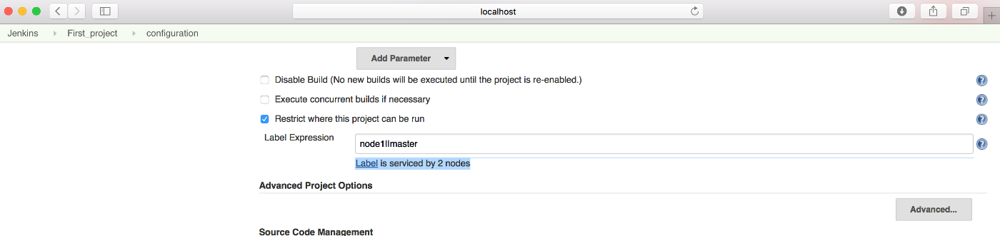 localhost
Jenkins First_project configuration
Add Parameter
Disable Build (No new builds will be executed until the project is re-enabled.)
Execute concurrent builds if necessary
Restrict where this project can be run
Label Expression
node1||master
Label is serviced by 2 nodes
Advanced Project Options
Advanced...
Source Code Management